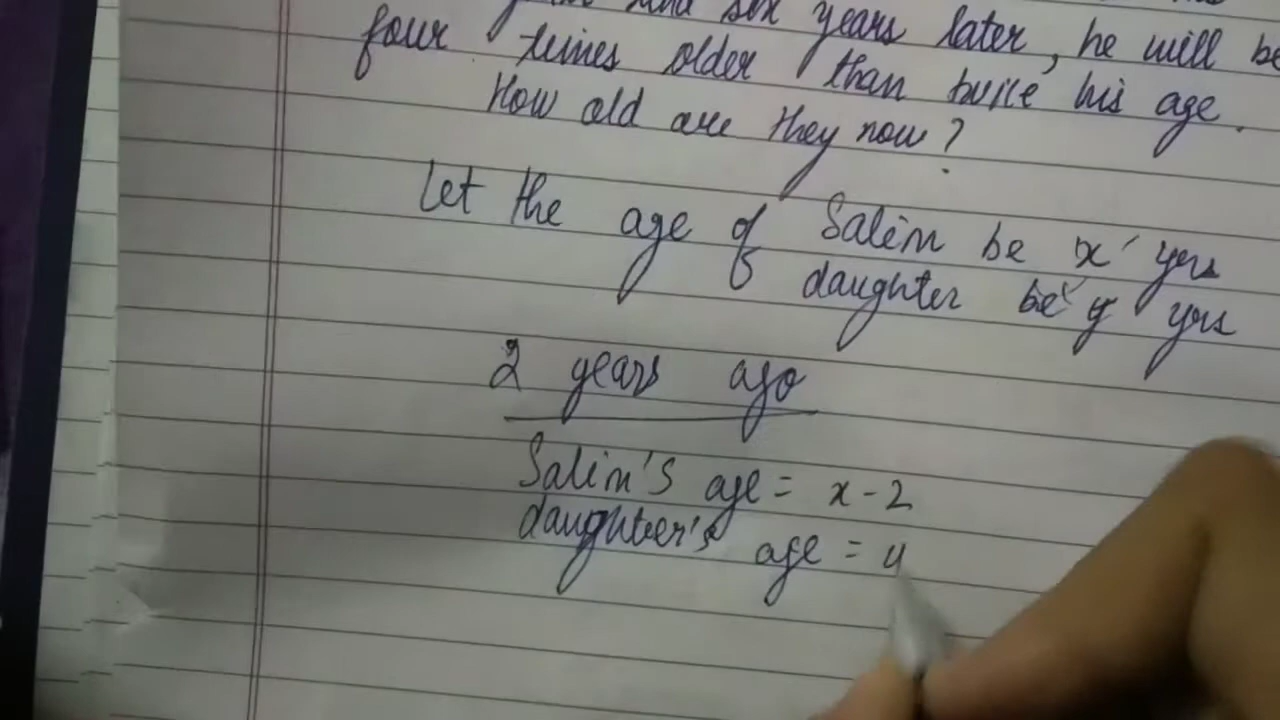 six years later, he will be
four times older than twice his age.
How old are they now?
Let the age of Salim be x' yrs
daughter be 'y' yrs
2 years ago
Salim's age = x - 2
daughter's age = y